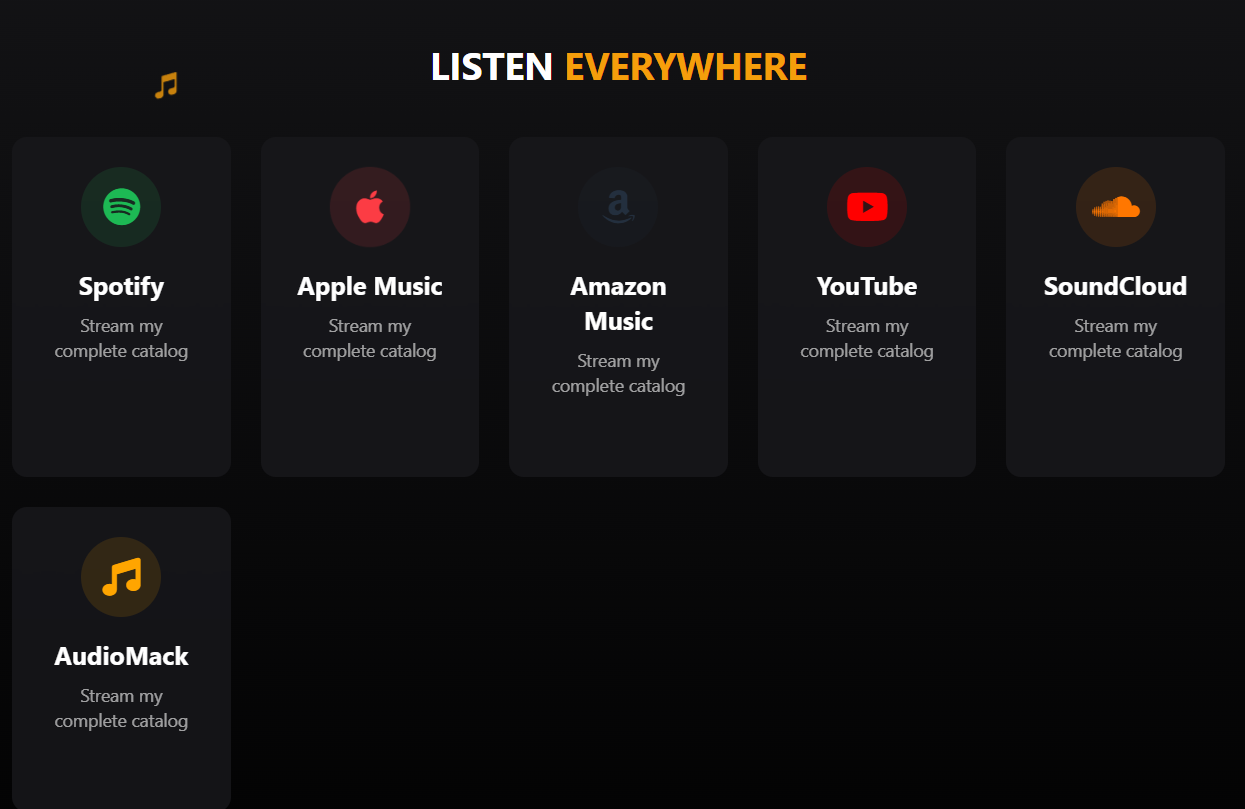 LISTEN EVERYWHERE
Spotify
Stream my
complete catalog
Apple Music
Stream my
complete catalog
Amazon
Music
Stream my
complete catalog
YouTube
Stream my
complete catalog
SoundCloud
Stream my
complete catalog
AudioMack
Stream my
complete catalog